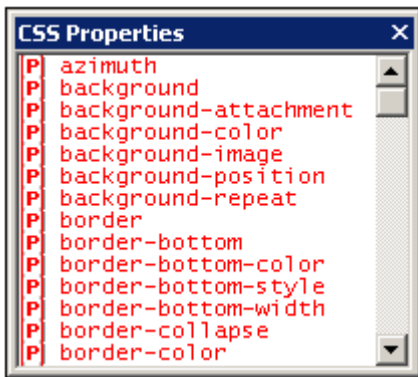 CSS Properties
P azimuth
P background
P background-attachment
P background-color
P background-image
P background-position
P background-repeat
P border
P border-bottom
P border-bottom-color
P border-bottom-style
P border-bottom-width
P border-collapse
P border-color